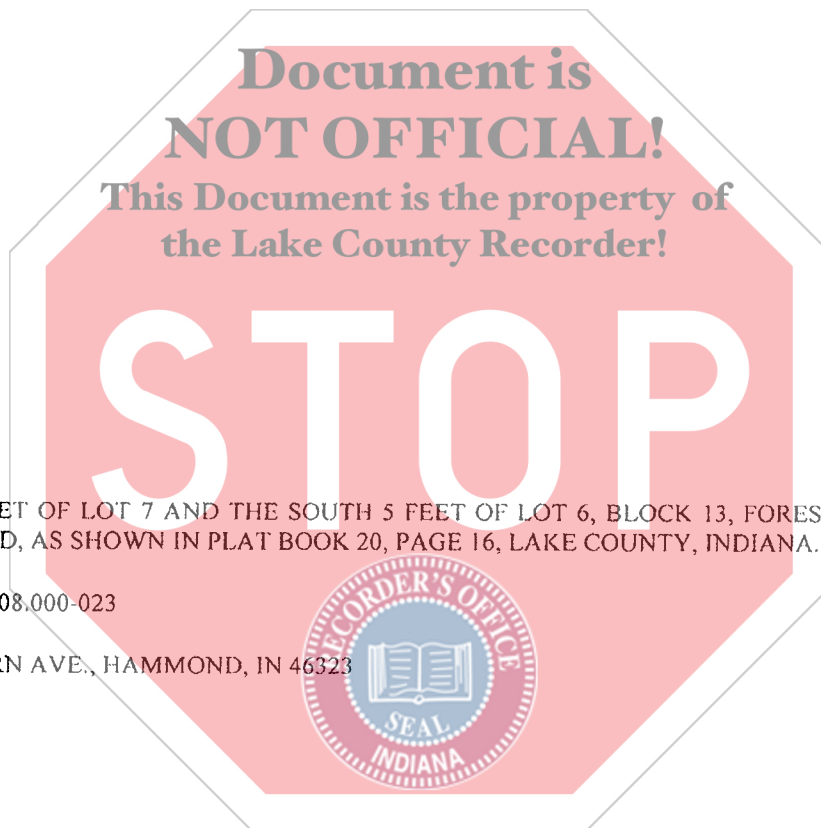 Document is
NOT OFFICIAL!
This Document is the property of
the Lake County Recorder!
STOP
ET OF LOT 7 AND THE SOUTH 5 FEET OF LOT 6, BLOCK 13, FORES
D, AS SHOWN IN PLAT BOOK 20, PAGE 16, LAKE COUNTY, INDIANA.
08.000-023
RN AVE., HAMMOND, IN 46323
RECORDER'S OFFICE
SEAL
INDIANA